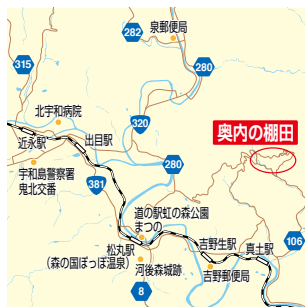 泉郵便局
282
315
280
北宇和病院
320
奥内の棚田
近永駅
出目駅
280
宇和島警察署
鬼北交番
381
道の駅虹の森公園
まつの
吉野生駅
真土駅
106
松丸駅
(森の国ぽっぽ温泉)
河後森城跡
吉野郵便局
8